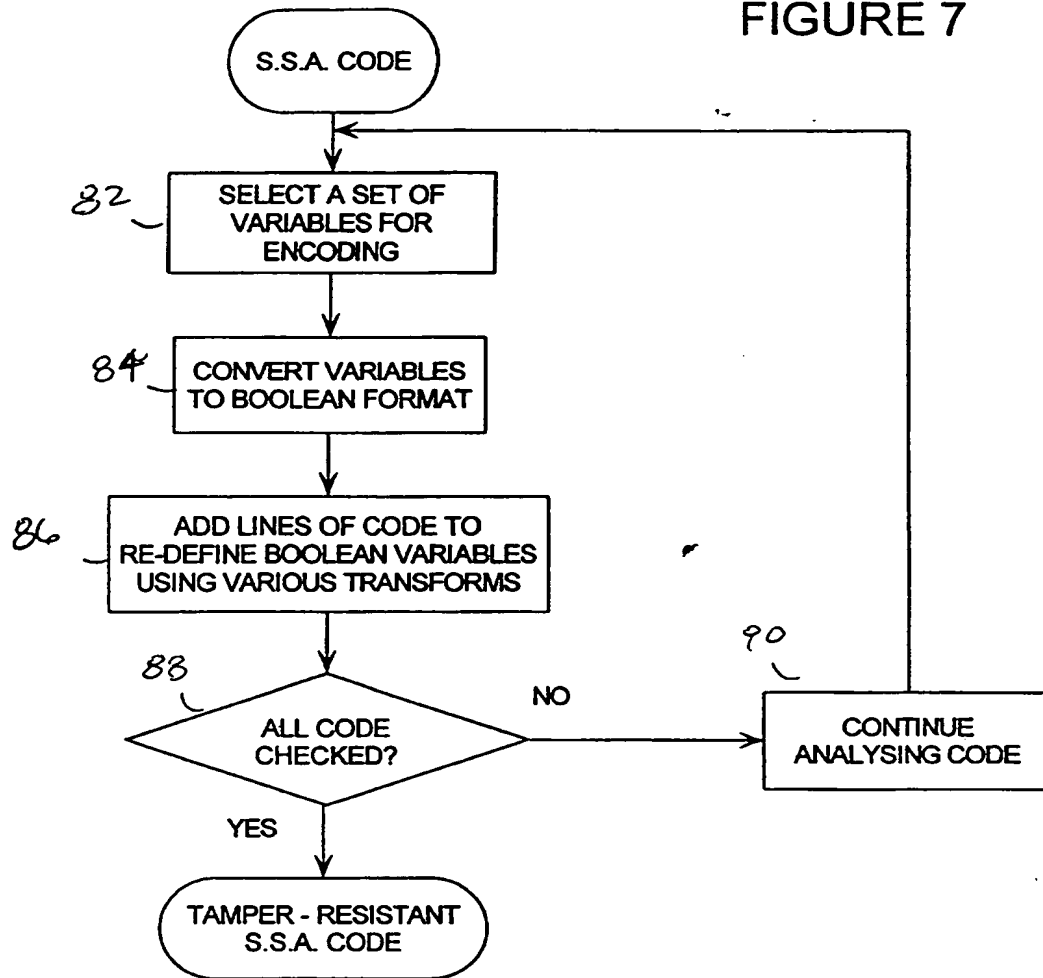 FIGURE 7
S.S.A. CODE
82
SELECT A SET OF
VARIABLES FOR
ENCODING
84
CONVERT VARIABLES
TO BOOLEAN FORMAT
86
ADD LINES OF CODE TO
RE-DEFINE BOOLEAN VARIABLES
USING VARIOUS TRANSFORMS
88
ALL CODE
CHECKED?
NO
90
CONTINUE
ANALYSING CODE
YES
TAMPER - RESISTANT
S.S.A. CODE